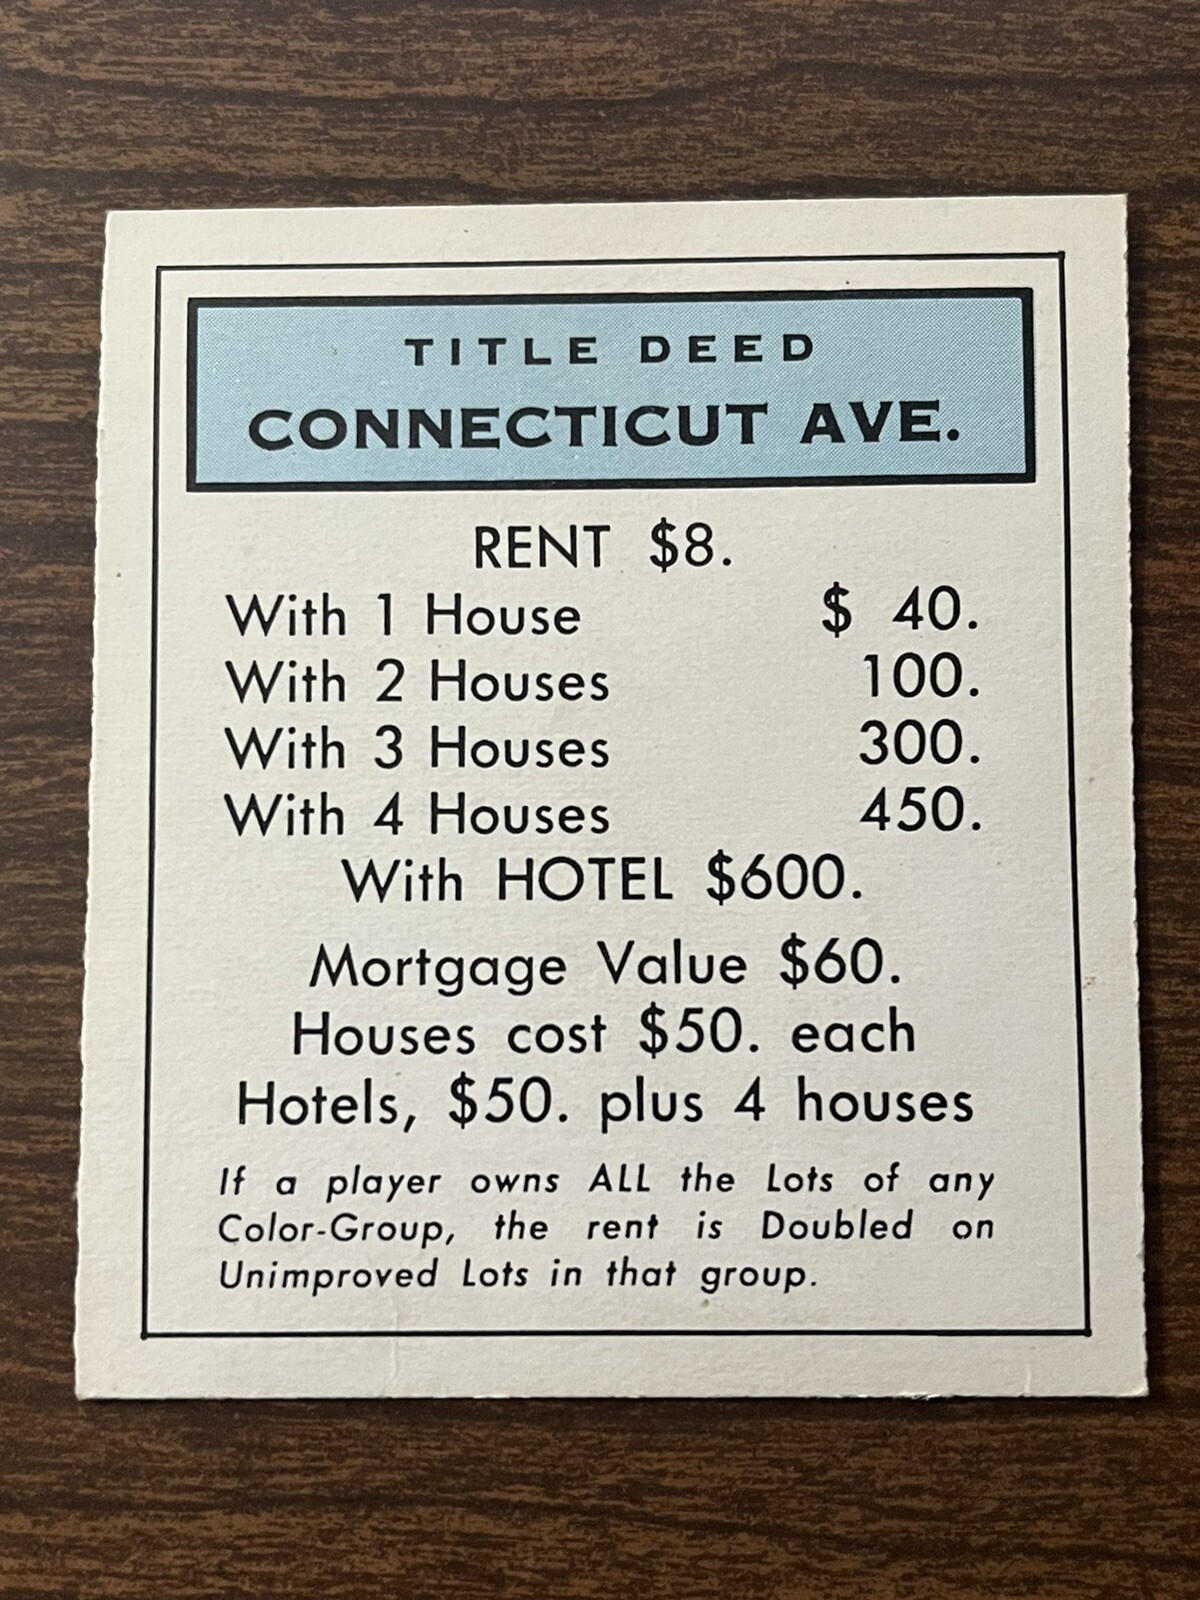 TITLE DEED
CONNECTICUT AVE.
RENT $8.
With 1 House $ 40.
With 2 Houses 100.
With 3 Houses 300.
With 4 Houses 450.
With HOTEL $600.
Mortgage Value $60.
Houses cost $50. each
Hotels, $50. plus 4 houses
If a player owns ALL the Lots of any
Color-Group, the rent is Doubled on
Unimproved Lots in that group.